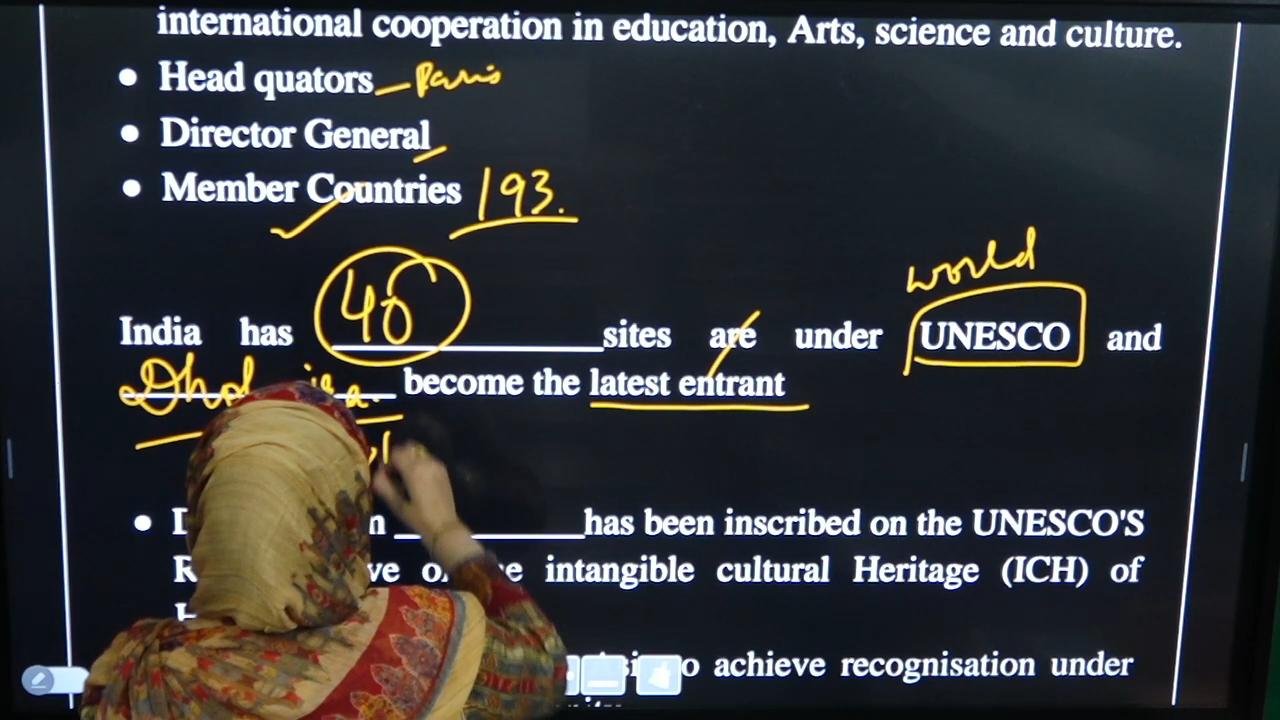 international cooperation in education, Arts, science and culture.
• Head quators – Paris
• Director General
• Member Countries 193.
world
India has 40 sites are under UNESCO and
become the latest entrant
• has been inscribed on the UNESCO'S
intangible cultural Heritage (ICH) of
achieve recognisation under